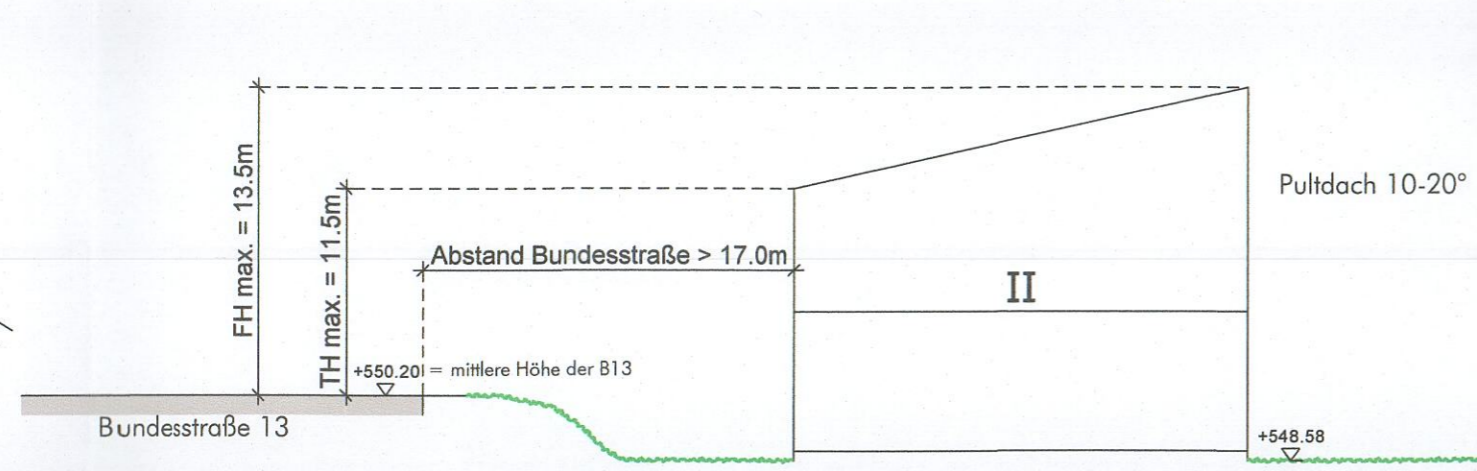 FH max. = 13.5m
TH max. = 11.5m
Abstand Bundesstraße > 17.0m
Pultdach 10-20°
II
+550.20 = mittlere Höhe der B13
Bundesstraße 13
+548.58